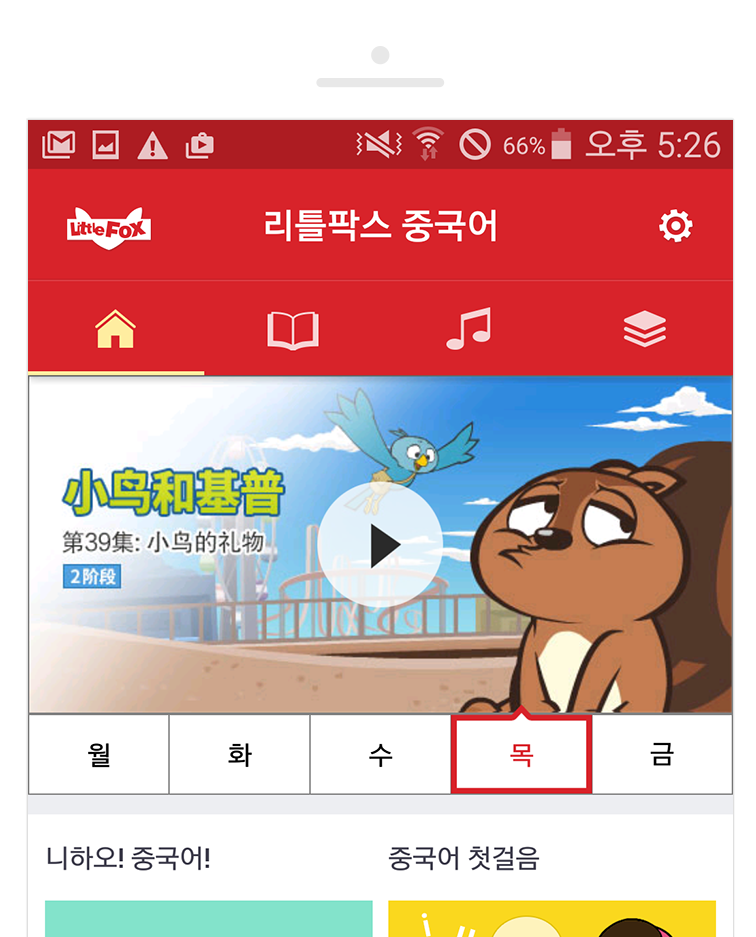 66% 오후 5:26
Little Fox 리틀팍스 중국어
小鸟和基普
第39集: 小鸟的礼物
2阶段
월 화 수 목 금
니하오! 중국어! 중국어 첫걸음